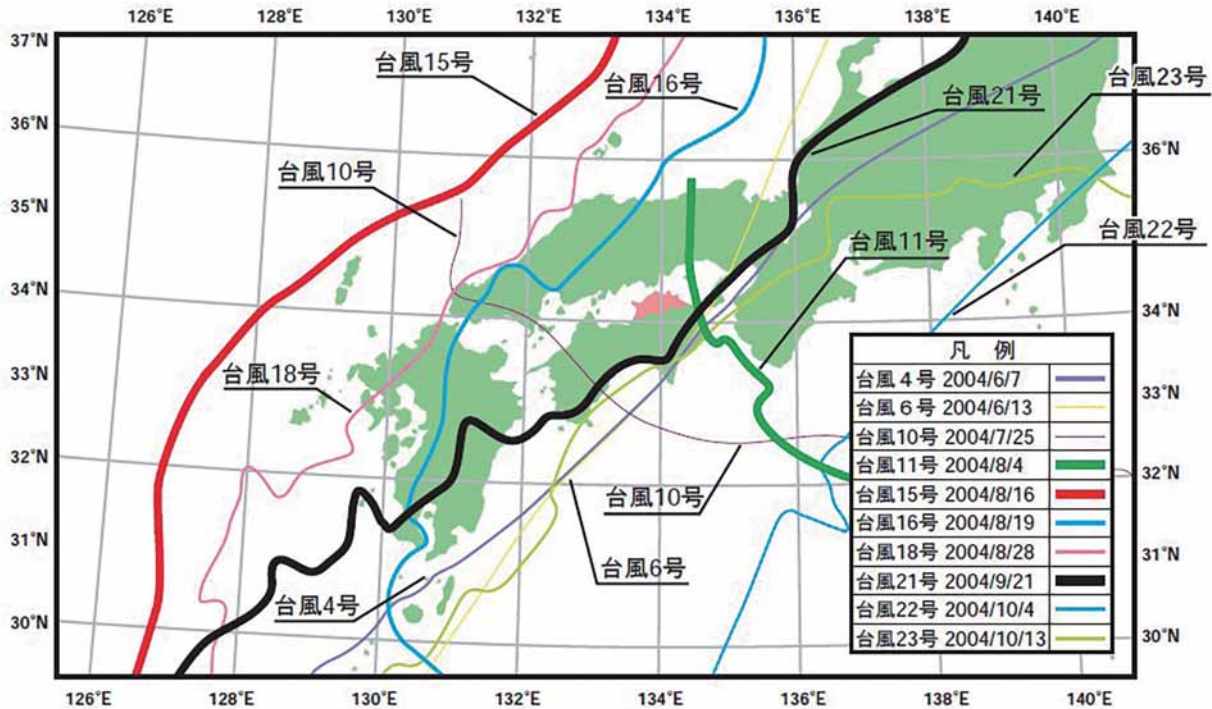 126°E 128°E 130°E 132°E 134°E 136°E 138°E 140°E
37°N
台風15号
台風16号
台風21号
台風23号
36°N
36°N
台風10号
35°N
台風11号
台風22号
34°N
34°N
凡 例
33°N
台風18号
台風4号 2004/6/7
33°N
台風6号 2004/6/13
台風10号 2004/7/25
32°N
台風11号 2004/8/4
32°N
台風10号
台風15号 2004/8/16
台風16号 2004/8/19
31°N
台風18号 2004/8/28
31°N
台風6号
台風21号 2004/9/21
台風4号
台風22号 2004/10/4
30°N
台風23号 2004/10/13
30°N
126°E 128°E 130°E 132°E 134°E 136°E 138°E 140°E